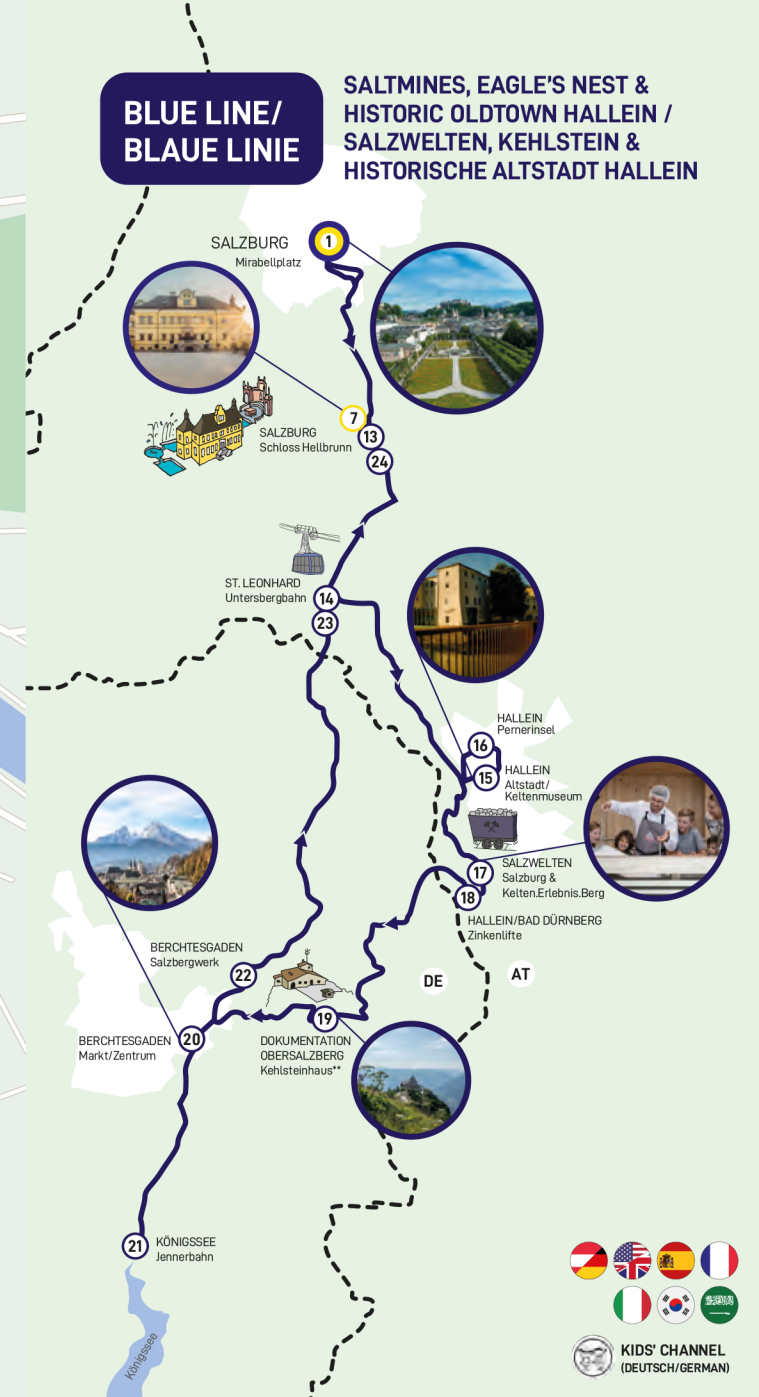 BLUE LINE/
BLAUE LINIE
SALTMINES, EAGLE'S NEST &
HISTORIC OLDTOWN HALLEIN /
SALZWELTEN, KEHLSTEIN &
HISTORISCHE ALTSTADT HALLEIN
SALZBURG
Mirabellplatz
1
7
SALZBURG
Schloss Hellbrunn
13
24
ST. LEONHARD
Untersbergbahn
14
23
HALLEIN
Pernerinsel
16
15
HALLEIN
Altstadt/
Keltenmuseum
17
SALZWELTEN
Salzburg &
Kelten.Erlebnis.Berg
18
HALLEIN/BAD DÜRNBERG
Zinkenlifte
BERCHTESGADEN
Salzbergwerk
22
DE
AT
19
DOKUMENTATION
OBERSALZBERG
Kehlsteinhaus**
BERCHTESGADEN
Markt/Zentrum
20
21
KÖNIGSSEE
Jennerbahn
Königssee
KIDS' CHANNEL
(DEUTSCH/GERMAN)